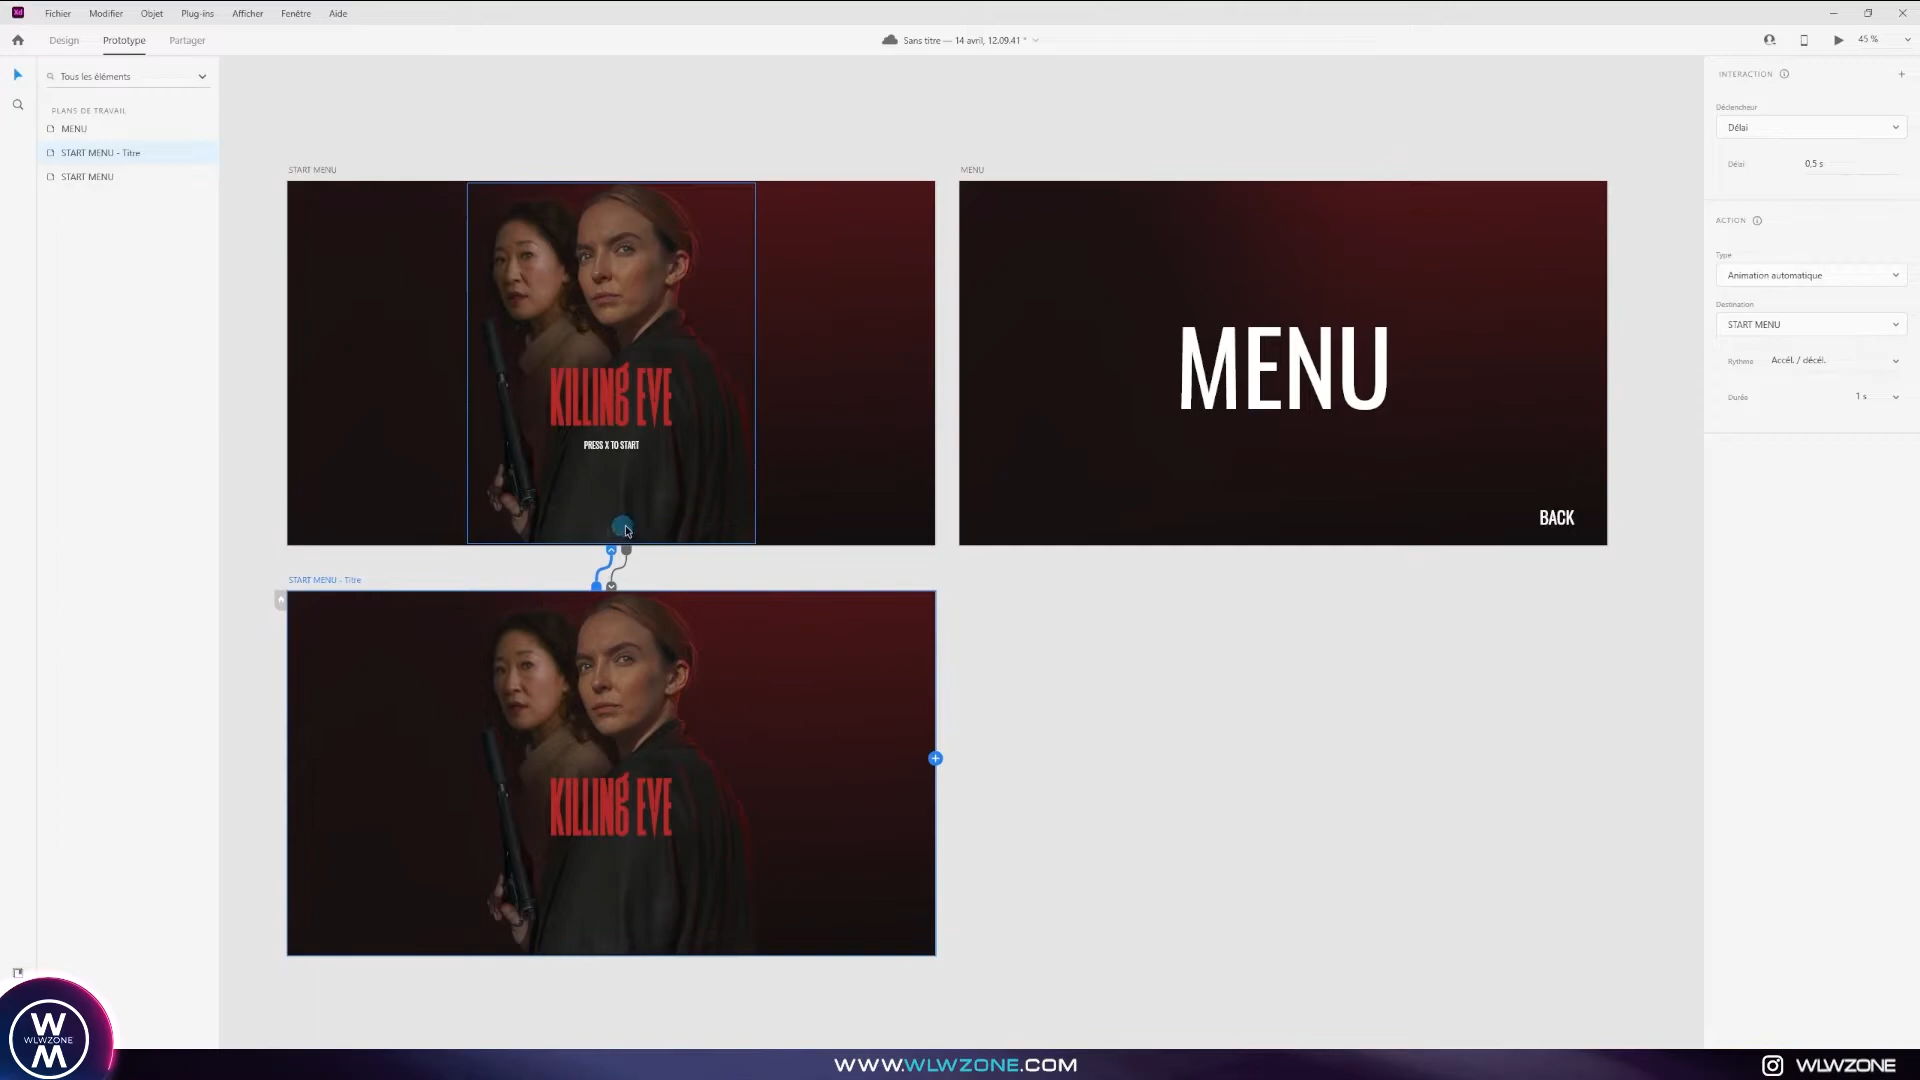 Xd
Fichier
Modifier
Objet
Plug-ins
Afficher
Fenêtre
Aide
Design
Prototype
Partager
Sans titre — 14 avril, 12.09.41 *
45 %
Tous les éléments
PLANS DE TRAVAIL
MENU
START MENU - Titre
START MENU
START MENU
KILLING EVE
PRESS X TO START
MENU
MENU
BACK
START MENU - Titre
KILLING EVE
INTERACTION
Déclencheur
Délai
Délai
0,5 s
ACTION
Type
Animation automatique
Destination
START MENU
Rythme
Accél. / décél.
Durée
1 s
W
WLWZONE
M
WWW.WLWZONE.COM
WLWZONE